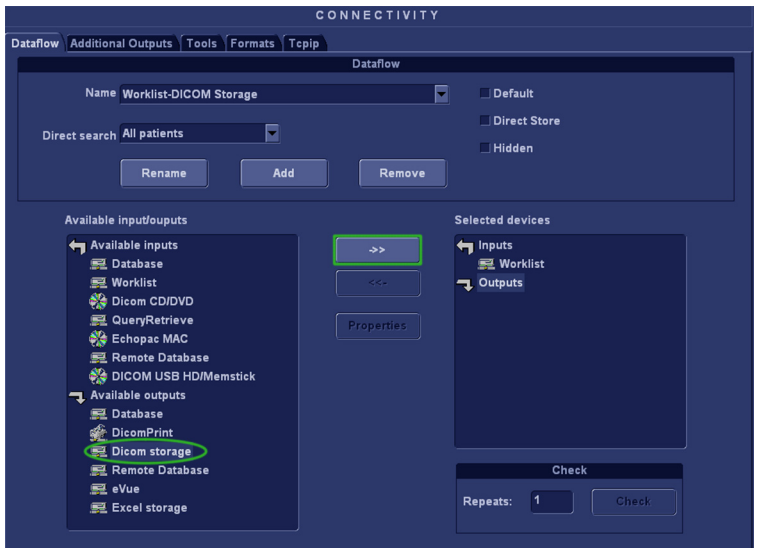 CONNECTIVITY
Dataflow Additional Outputs Tools Formats Tcpip
Dataflow
Name Worklist-DICOM Storage
Default
Direct search All patients
Direct Store
Hidden
Rename Add Remove
Available input/ouputs
Available inputs
Database
Worklist
Dicom CD/DVD
QueryRetrieve
Echopac MAC
Remote Database
DICOM USB HD/Memstick
Available outputs
Database
DicomPrint
Dicom storage
Remote Database
eVue
Excel storage
->>
<<-
Properties
Selected devices
Inputs
Worklist
Outputs
Check
Repeats: 1 Check